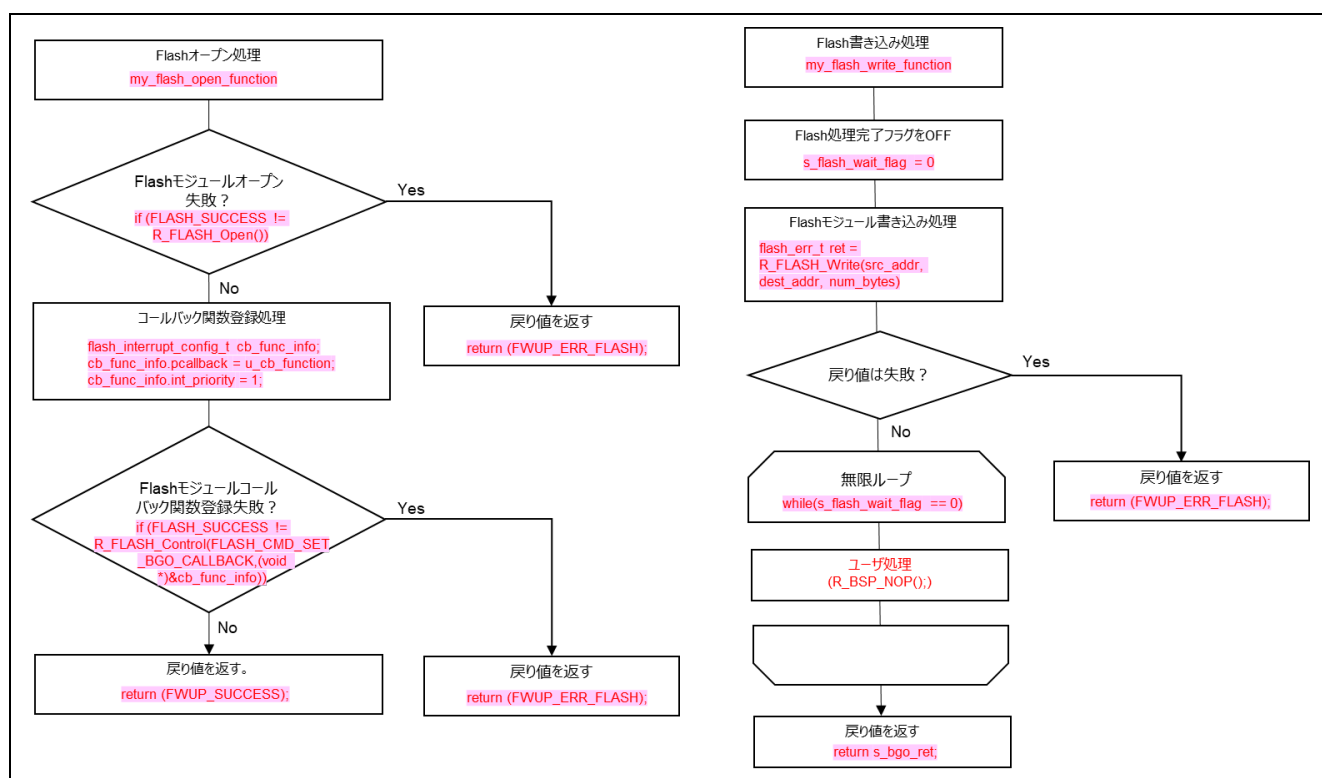 Flashオープン処理
my_flash_open_function
Flashモジュールオープン
失敗？
if (FLASH_SUCCESS !=
R_FLASH_Open())
Yes
No
戻り値を返す
return (FWUP_ERR_FLASH);
コールバック関数登録処理
flash_interrupt_config_t cb_func_info;
cb_func_info.pcallback = u_cb_function;
cb_func_info.int_priority = 1;
Flashモジュールコール
バック関数登録失敗？
if (FLASH_SUCCESS !=
R_FLASH_Control(FLASH_CMD_SET
_BGO_CALLBACK,(void
*)&cb_func_info))
Yes
No
戻り値を返す。
return (FWUP_SUCCESS);
戻り値を返す
return (FWUP_ERR_FLASH);
Flash書き込み処理
my_flash_write_function
Flash処理完了フラグをOFF
s_flash_wait_flag = 0
Flashモジュール書き込み処理
flash_err_t ret =
R_FLASH_Write(src_addr,
dest_addr, num_bytes)
戻り値は失敗？
Yes
No
戻り値を返す
return (FWUP_ERR_FLASH);
無限ループ
while(s_flash_wait_flag == 0)
ユーザ処理
(R_BSP_NOP();)
戻り値を返す
return s_bgo_ret;